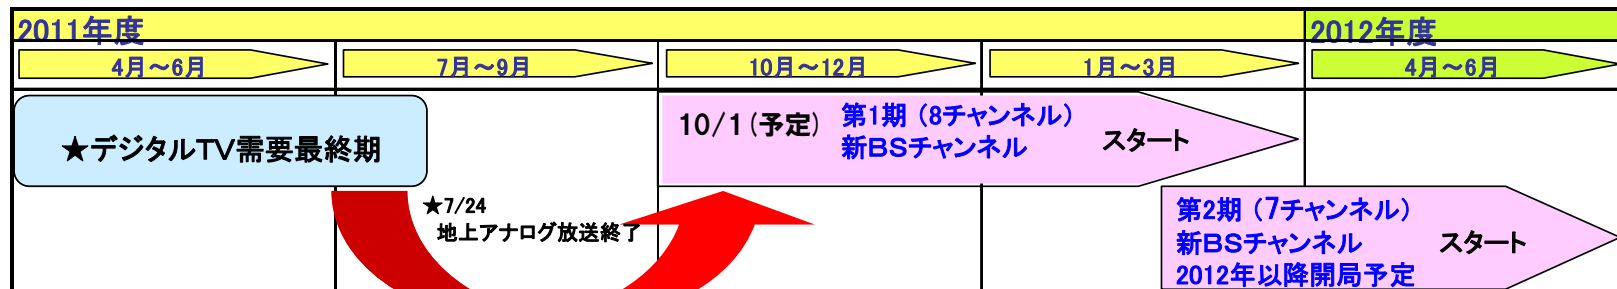 2011年度
2012年度
4月～6月
7月～9月
10月～12月
1月～3月
4月～6月
★デジタルTV需要最終期
10/1(予定)
第1期（8チャンネル）
新BSチャンネル
スタート
★7/24
地上アナログ放送終了
第2期（7チャンネル）
新BSチャンネル
2012年以降開局予定
スタート